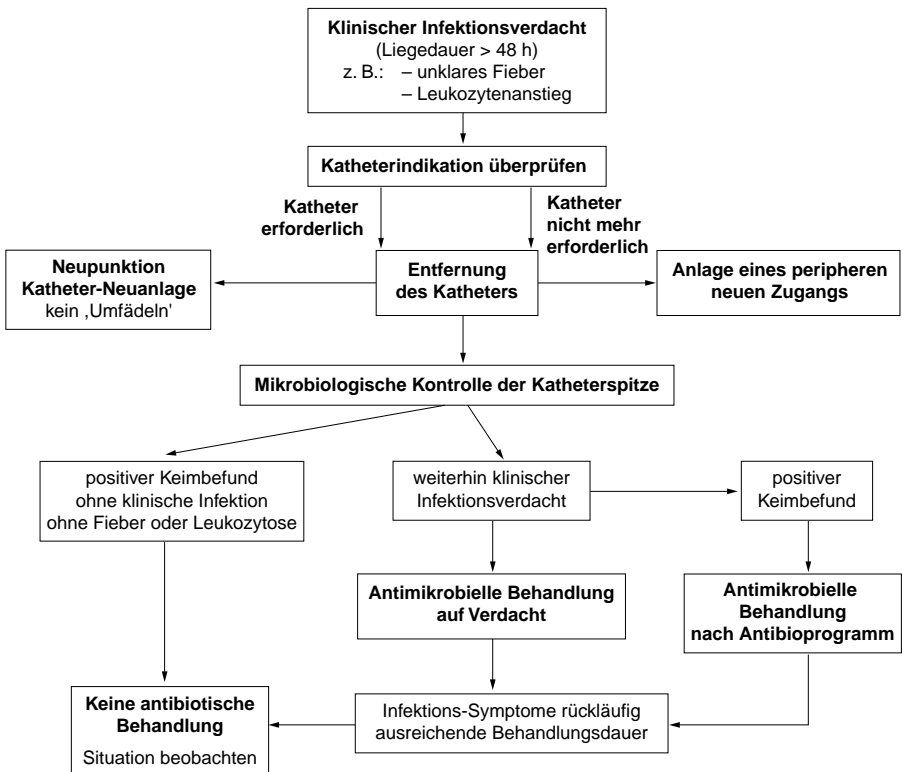 Klinischer Infektionsverdacht
(Liegedauer > 48 h)
z. B.: – unklares Fieber
– Leukozytenanstieg
Katheterindikation überprüfen
Katheter
erforderlich
Katheter
nicht mehr
erforderlich
Neupunktion
Katheter-Neuanlage
kein ‚Umfädeln‘
Entfernung
des Katheters
Anlage eines peripheren
neuen Zugangs
Mikrobiologische Kontrolle der Katheterspitze
positiver Keimbefund
ohne klinische Infektion
ohne Fieber oder Leukozytose
weiterhin klinischer
Infektionsverdacht
positiver
Keimbefund
Antimikrobielle Behandlung
auf Verdacht
Antimikrobielle
Behandlung
nach Antibioprogramm
Keine antibiotische
Behandlung
Situation beobachten
Infektions-Symptome rückläufig
ausreichende Behandlungsdauer